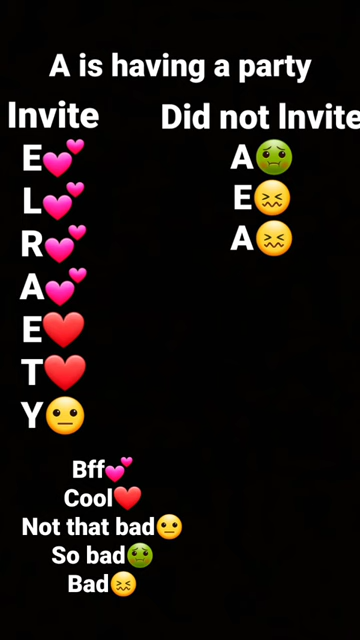 A is having a party
Invite
E💕
L💕
R💕
A💕
E❤️
T❤️
Y😐
Did not Invite
A🤢
E😖
A😖
Bff💕
Cool❤️
Not that bad😐
So bad🤢
Bad😖